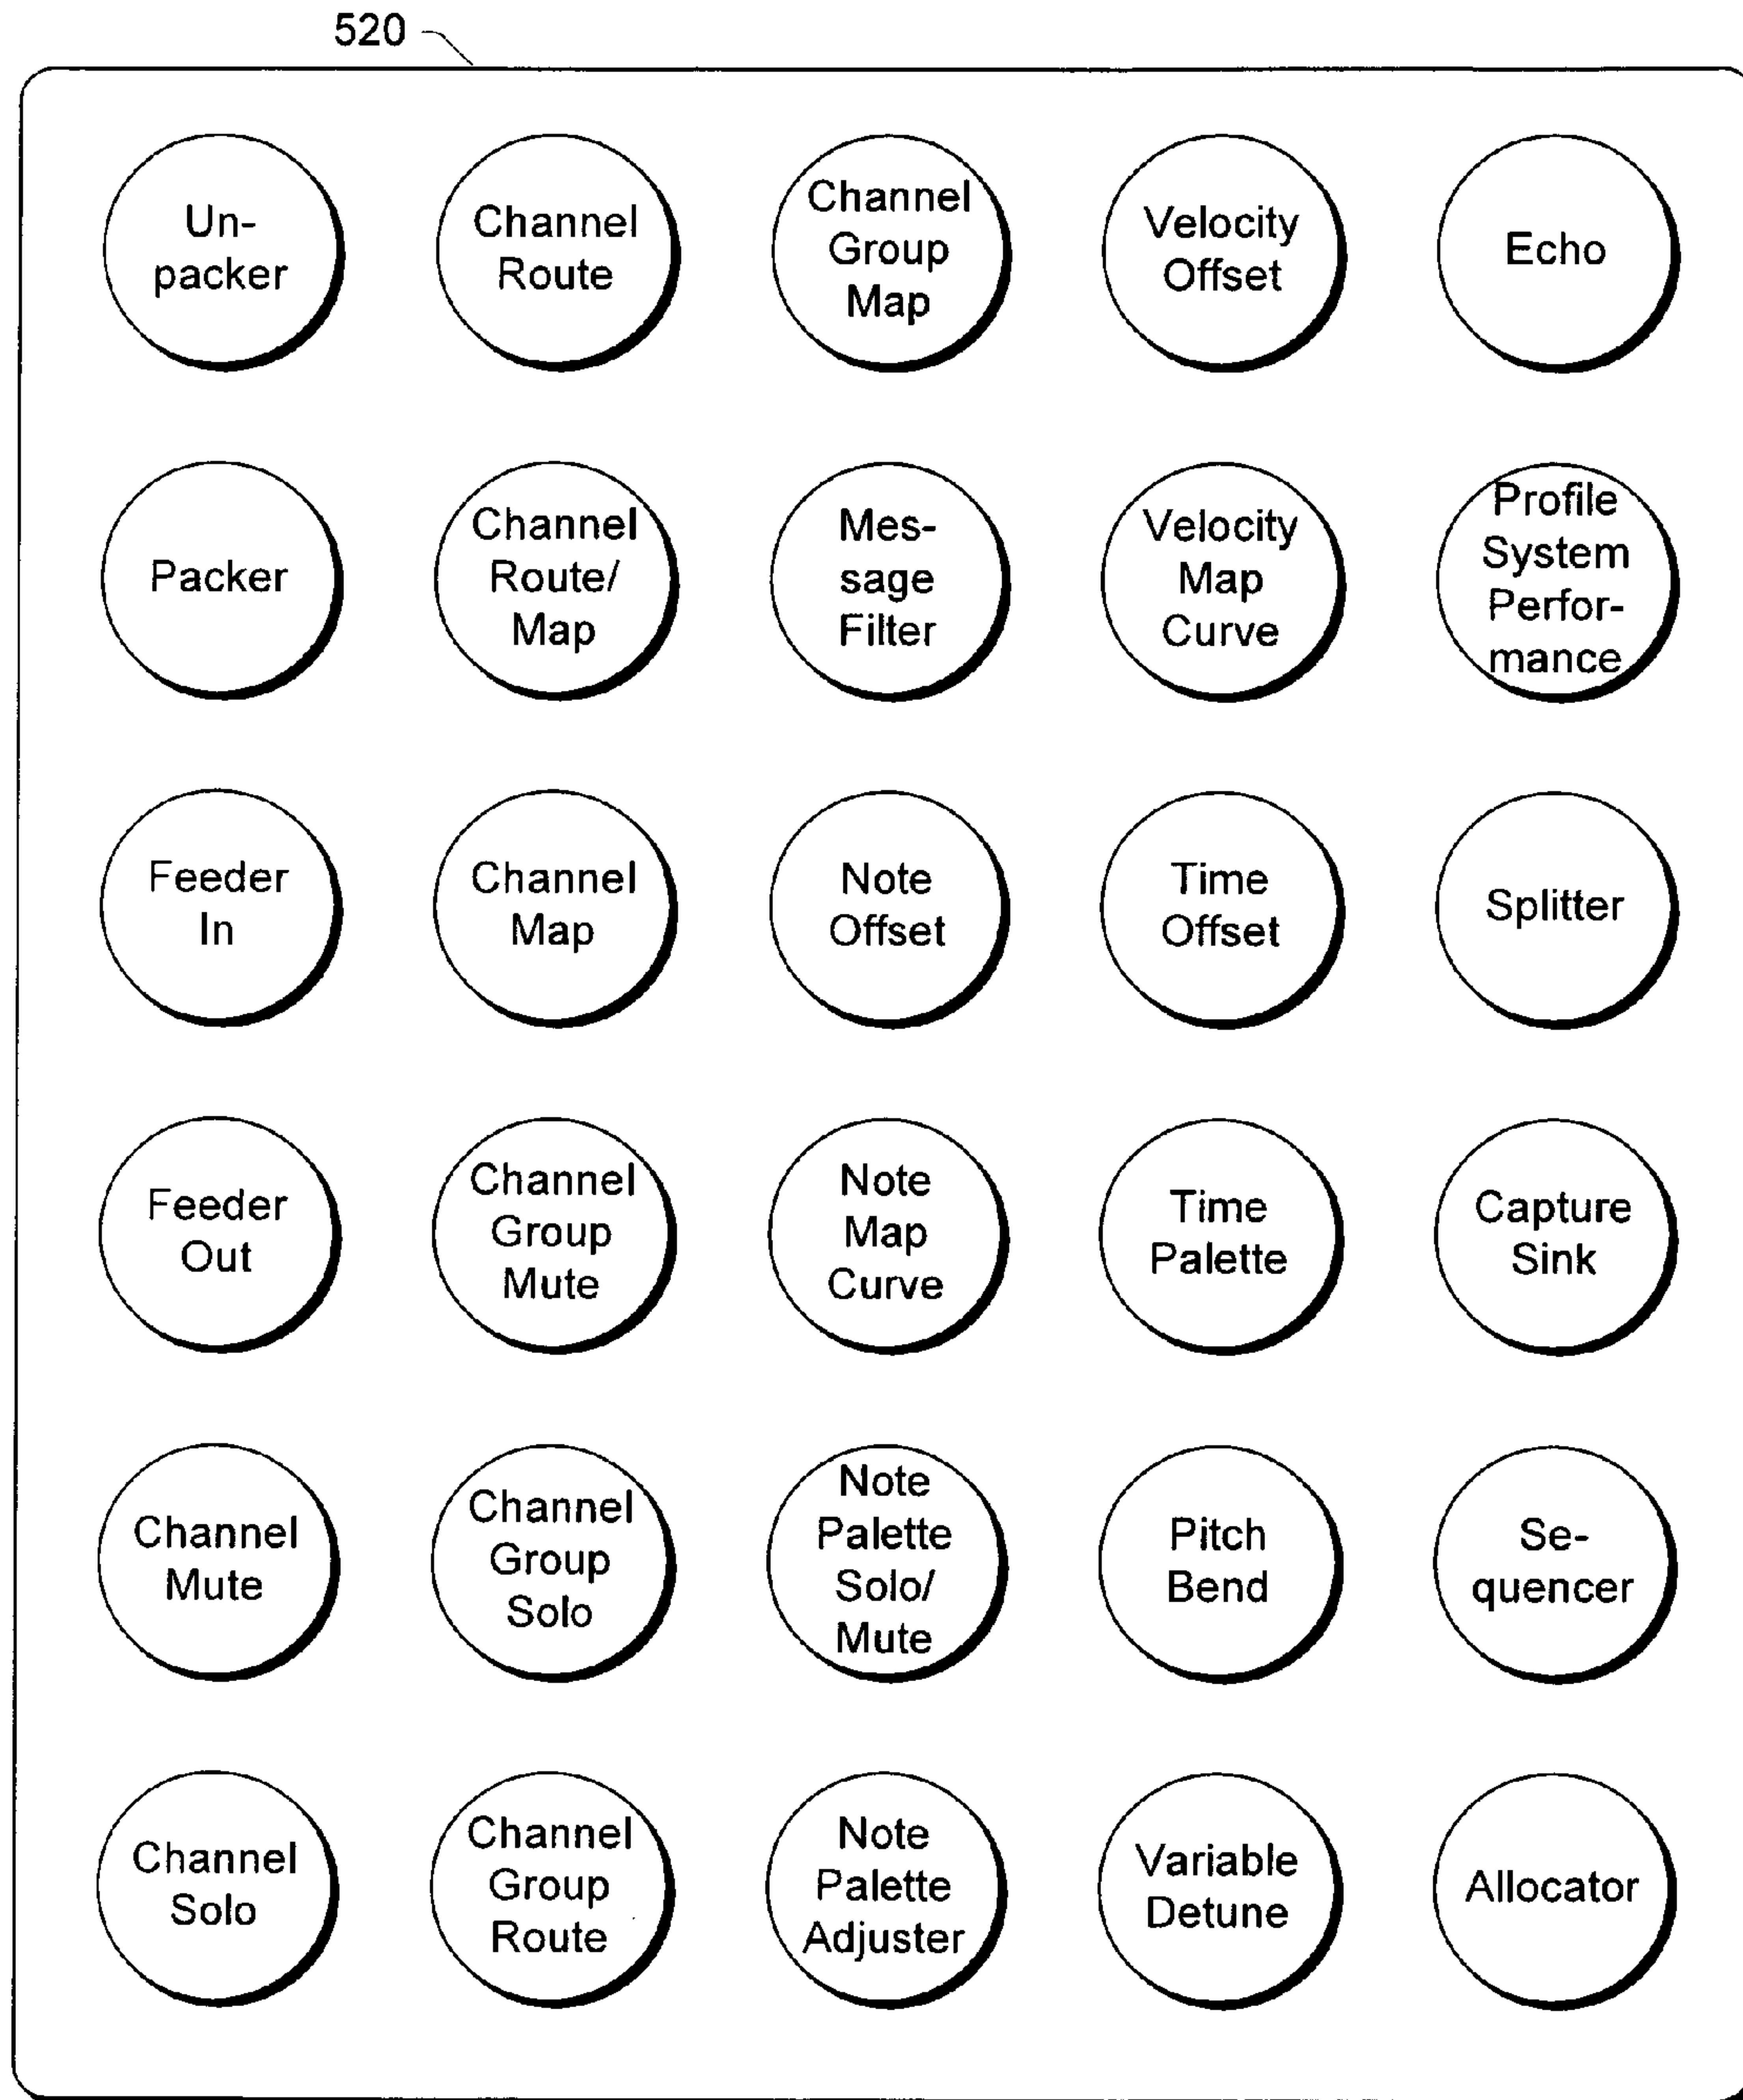 520
Un-
packer
Channel
Route
Channel
Group
Map
Velocity
Offset
Echo
Packer
Channel
Route/
Map
Mes-
sage
Filter
Velocity
Map
Curve
Profile
System
Perfor-
mance
Feeder
In
Channel
Map
Note
Offset
Time
Offset
Splitter
Feeder
Out
Channel
Group
Mute
Note
Map
Curve
Time
Palette
Capture
Sink
Channel
Mute
Channel
Group
Solo
Note
Palette
Solo/
Mute
Pitch
Bend
Se-
quencer
Channel
Solo
Channel
Group
Route
Note
Palette
Adjuster
Variable
Detune
Allocator